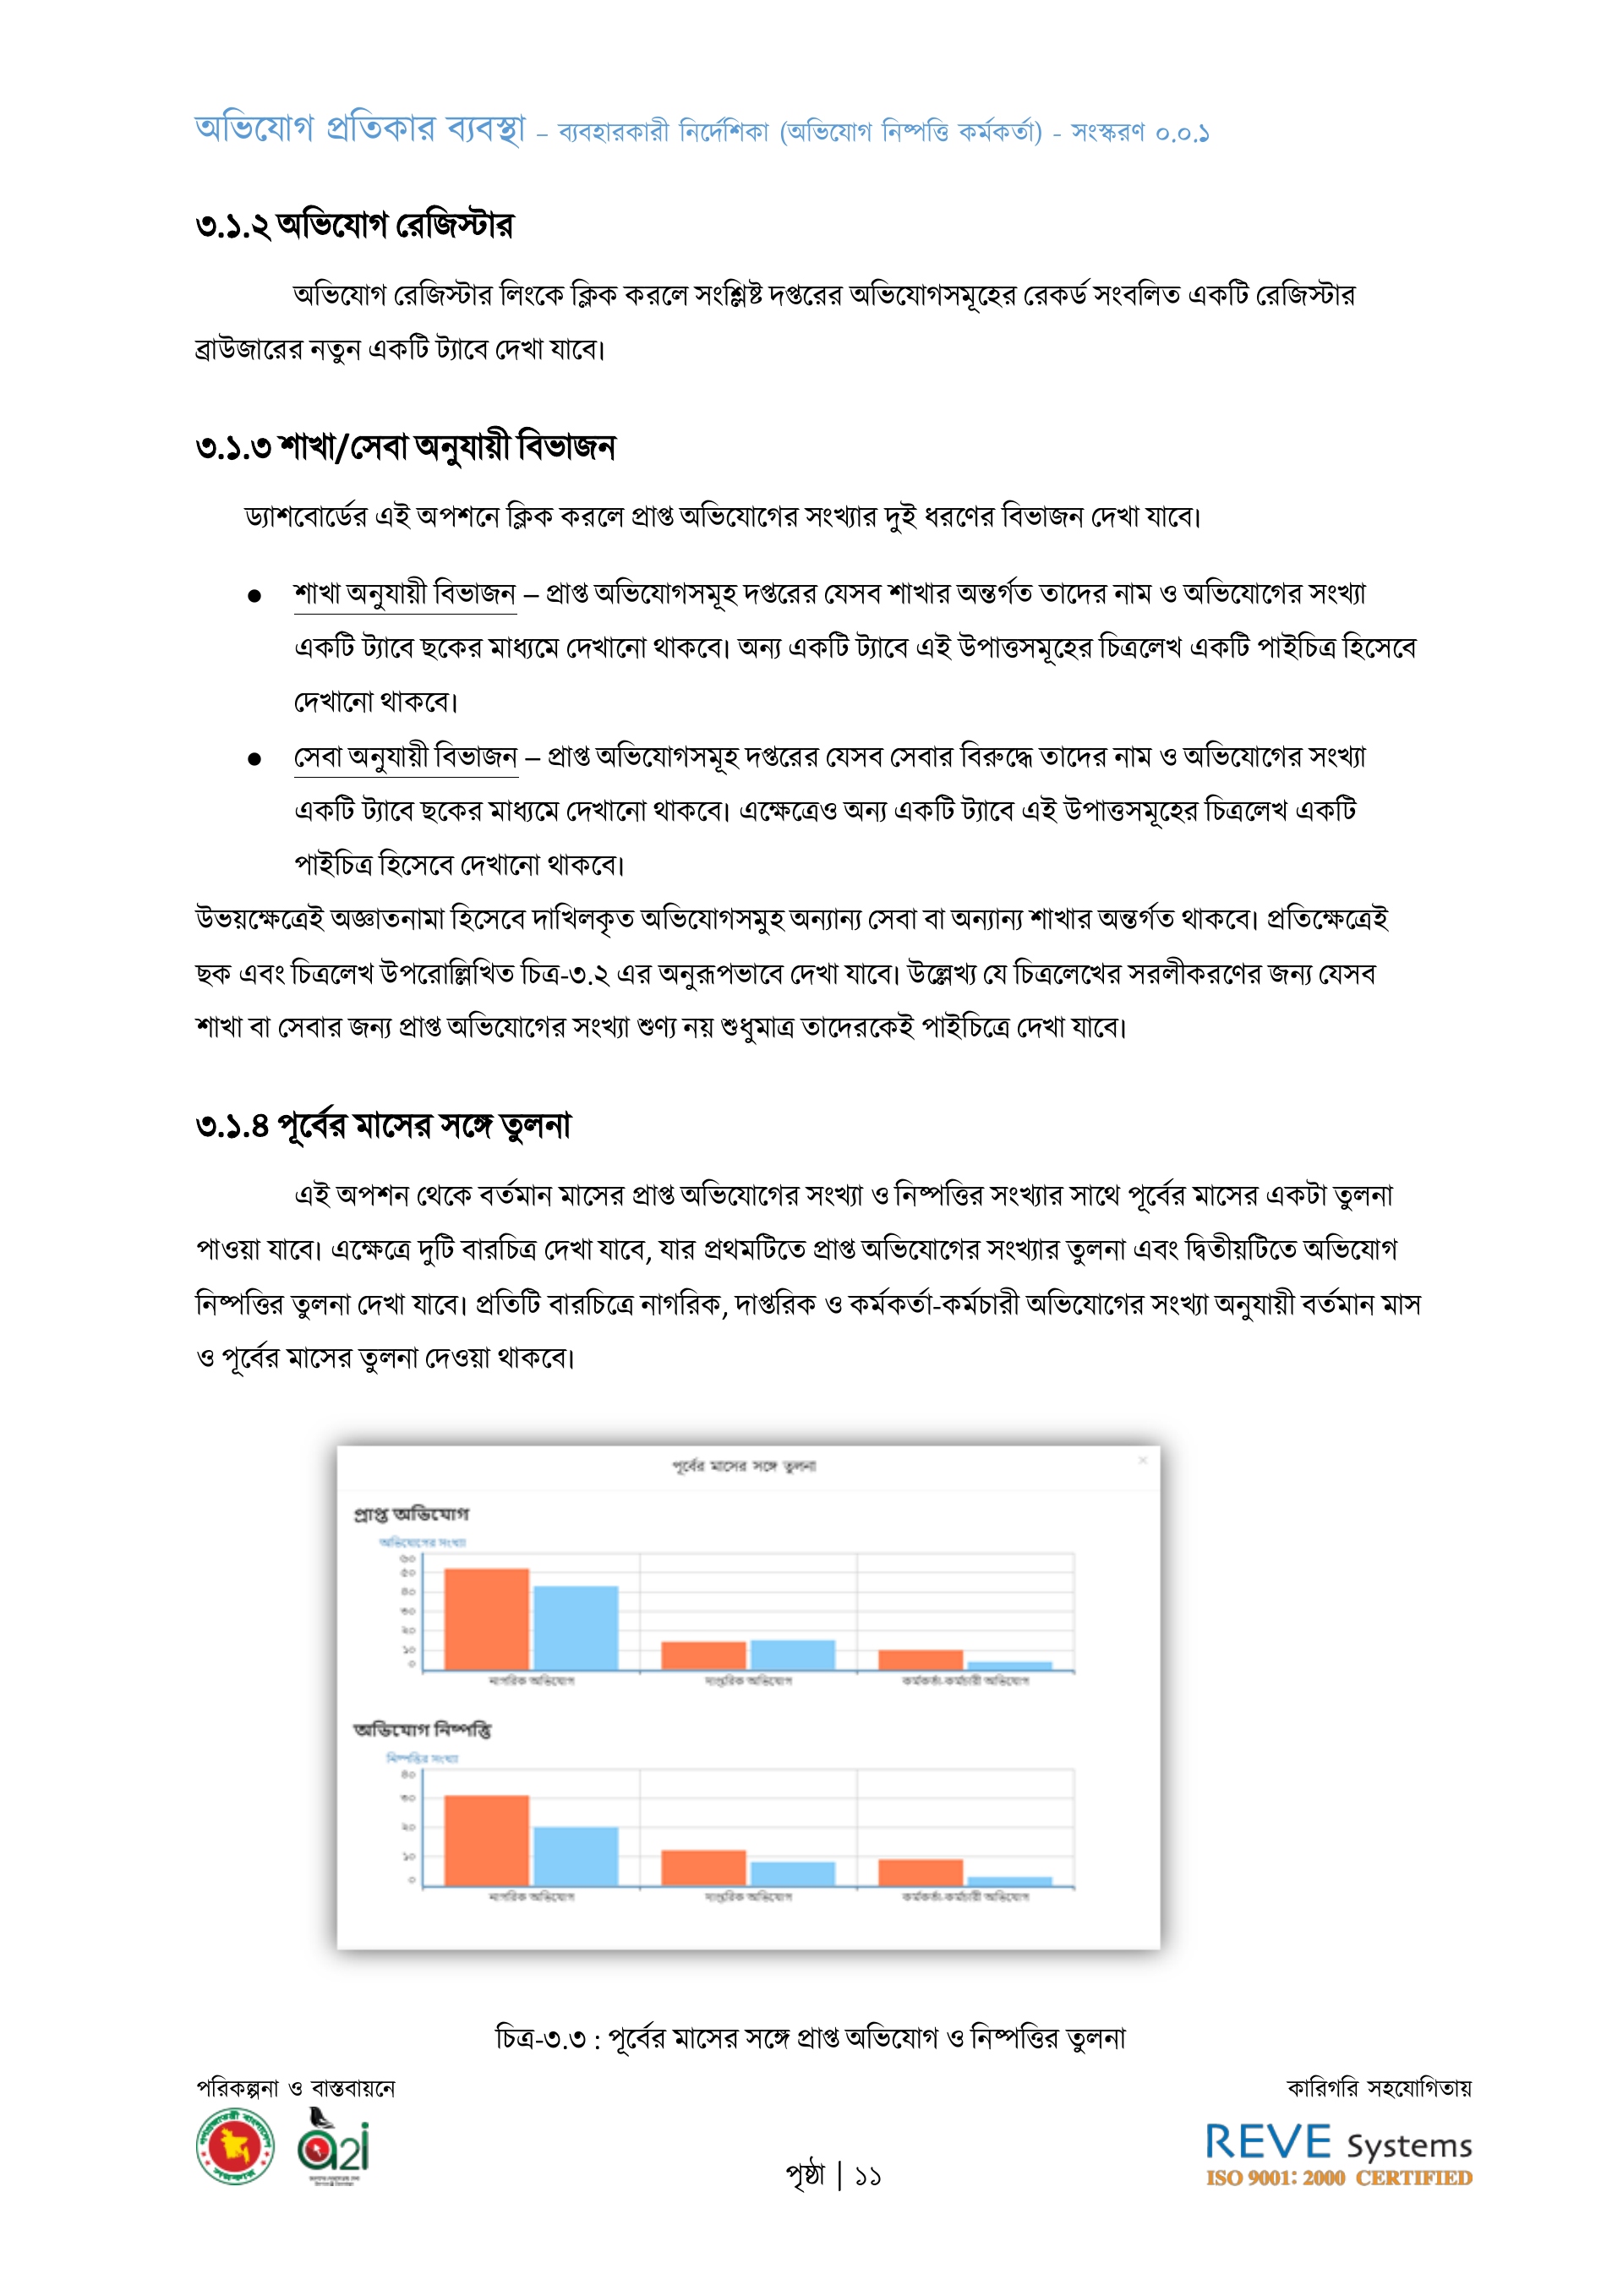 অভিযোগ প্রতিকার ব্যবস্থা – ব্যবহারকারী নির্দেশিকা (অভিযোগ নিষ্পত্তি কর্মকর্তা) - সংস্করণ ০.০.১
৩.১.২ অভিযোগ রেজিস্টার
অভিযোগ রেজিস্টার লিংকে ক্লিক করলে সংশ্লিষ্ট দপ্তরের অভিযোগসমূহের রেকর্ড সংবলিত একটি রেজিস্টার
ব্রাউজারের নতুন একটি ট্যাবে দেখা যাবে।
৩.১.৩ শাখা/সেবা অনুযায়ী বিভাজন
ড্যাশবোর্ডের এই অপশনে ক্লিক করলে প্রাপ্ত অভিযোগের সংখ্যার দুই ধরণের বিভাজন দেখা যাবে।
● শাখা অনুযায়ী বিভাজন – প্রাপ্ত অভিযোগসমূহ দপ্তরের যেসব শাখার অন্তর্গত তাদের নাম ও অভিযোগের সংখ্যা
একটি ট্যাবে ছকের মাধ্যমে দেখানো থাকবে। অন্য একটি ট্যাবে এই উপাত্তসমূহের চিত্রলেখ একটি পাইচিত্র হিসেবে
দেখানো থাকবে।
● সেবা অনুযায়ী বিভাজন – প্রাপ্ত অভিযোগসমূহ দপ্তরের যেসব সেবার বিরুদ্ধে তাদের নাম ও অভিযোগের সংখ্যা
একটি ট্যাবে ছকের মাধ্যমে দেখানো থাকবে। এক্ষেত্রেও অন্য একটি ট্যাবে এই উপাত্তসমূহের চিত্রলেখ একটি
পাইচিত্র হিসেবে দেখানো থাকবে।
উভয়ক্ষেত্রেই অজ্ঞাতনামা হিসেবে দাখিলকৃত অভিযোগসমুহ অন্যান্য সেবা বা অন্যান্য শাখার অন্তর্গত থাকবে। প্রতিক্ষেত্রেই
ছক এবং চিত্রলেখ উপরোল্লিখিত চিত্র-৩.২ এর অনুরূপভাবে দেখা যাবে। উল্লেখ্য যে চিত্রলেখের সরলীকরণের জন্য যেসব
শাখা বা সেবার জন্য প্রাপ্ত অভিযোগের সংখ্যা শুণ্য নয় শুধুমাত্র তাদেরকেই পাইচিত্রে দেখা যাবে।
৩.১.৪ পূর্বের মাসের সঙ্গে তুলনা
এই অপশন থেকে বর্তমান মাসের প্রাপ্ত অভিযোগের সংখ্যা ও নিষ্পত্তির সংখ্যার সাথে পূর্বের মাসের একটা তুলনা
পাওয়া যাবে। এক্ষেত্রে দুটি বারচিত্র দেখা যাবে, যার প্রথমটিতে প্রাপ্ত অভিযোগের সংখ্যার তুলনা এবং দ্বিতীয়টিতে অভিযোগ
নিষ্পত্তির তুলনা দেখা যাবে। প্রতিটি বারচিত্রে নাগরিক, দাপ্তরিক ও কর্মকর্তা-কর্মচারী অভিযোগের সংখ্যা অনুযায়ী বর্তমান মাস
ও পূর্বের মাসের তুলনা দেওয়া থাকবে।
পূর্বের মাসের সঙ্গে তুলনা
প্রাপ্ত অভিযোগ
অভিযোগের সংখ্যা
৬০
৫০
৪০
৩০
২০
১০
০
নাগরিক অভিযোগ দাপ্তরিক অভিযোগ কর্মকর্তা-কর্মচারী অভিযোগ
অভিযোগ নিষ্পত্তি
নিষ্পত্তির সংখ্যা
৪০
৩০
২০
১০
০
নাগরিক অভিযোগ দাপ্তরিক অভিযোগ কর্মকর্তা-কর্মচারী অভিযোগ
চিত্র-৩.৩ : পূর্বের মাসের সঙ্গে প্রাপ্ত অভিযোগ ও নিষ্পত্তির তুলনা
পরিকল্পনা ও বাস্তবায়নে
কারিগরি সহযোগিতায়
গণপ্রজাতন্ত্রী বাংলাদেশ
সরকার
a2i
REVE Systems
ISO 9001: 2000 CERTIFIED
পৃষ্ঠা | ১১